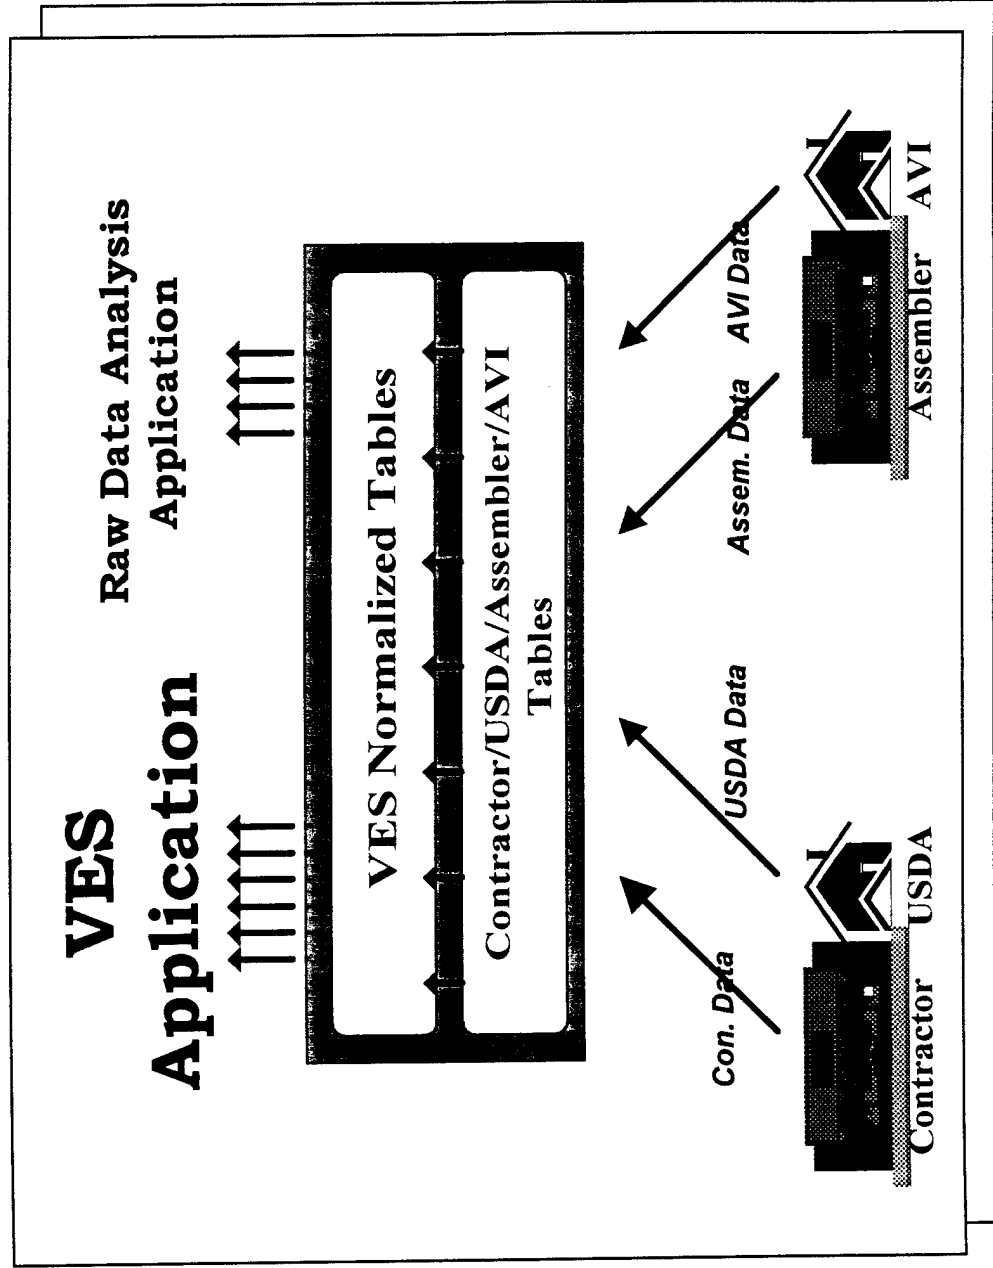 VES
Application
Raw Data Analysis
Application
VES Normalized Tables
Contractor/USDA/Assembler/AVI
Tables
Con. Data
USDA Data
Assem. Data
AVI Data
Contractor
USDA
Assembler
AVI